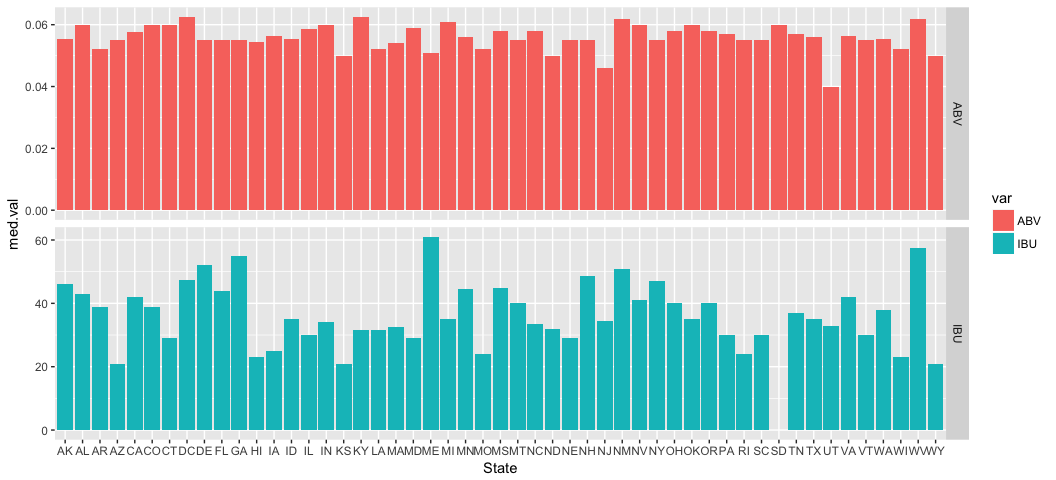 0.06
0.04
0.02
0.00
ABV
med.val
60
40
20
0
IBU
AK AL AR AZ CA CO CT DC DE FL GA HI IA ID IL IN KS KY LA MA MD ME MI MN MO MS MT NC ND NE NH NJ NM NV NY OH OK OR PA RI SC SD TN TX UT VA VT WA WI WV WY
State
var
ABV
IBU